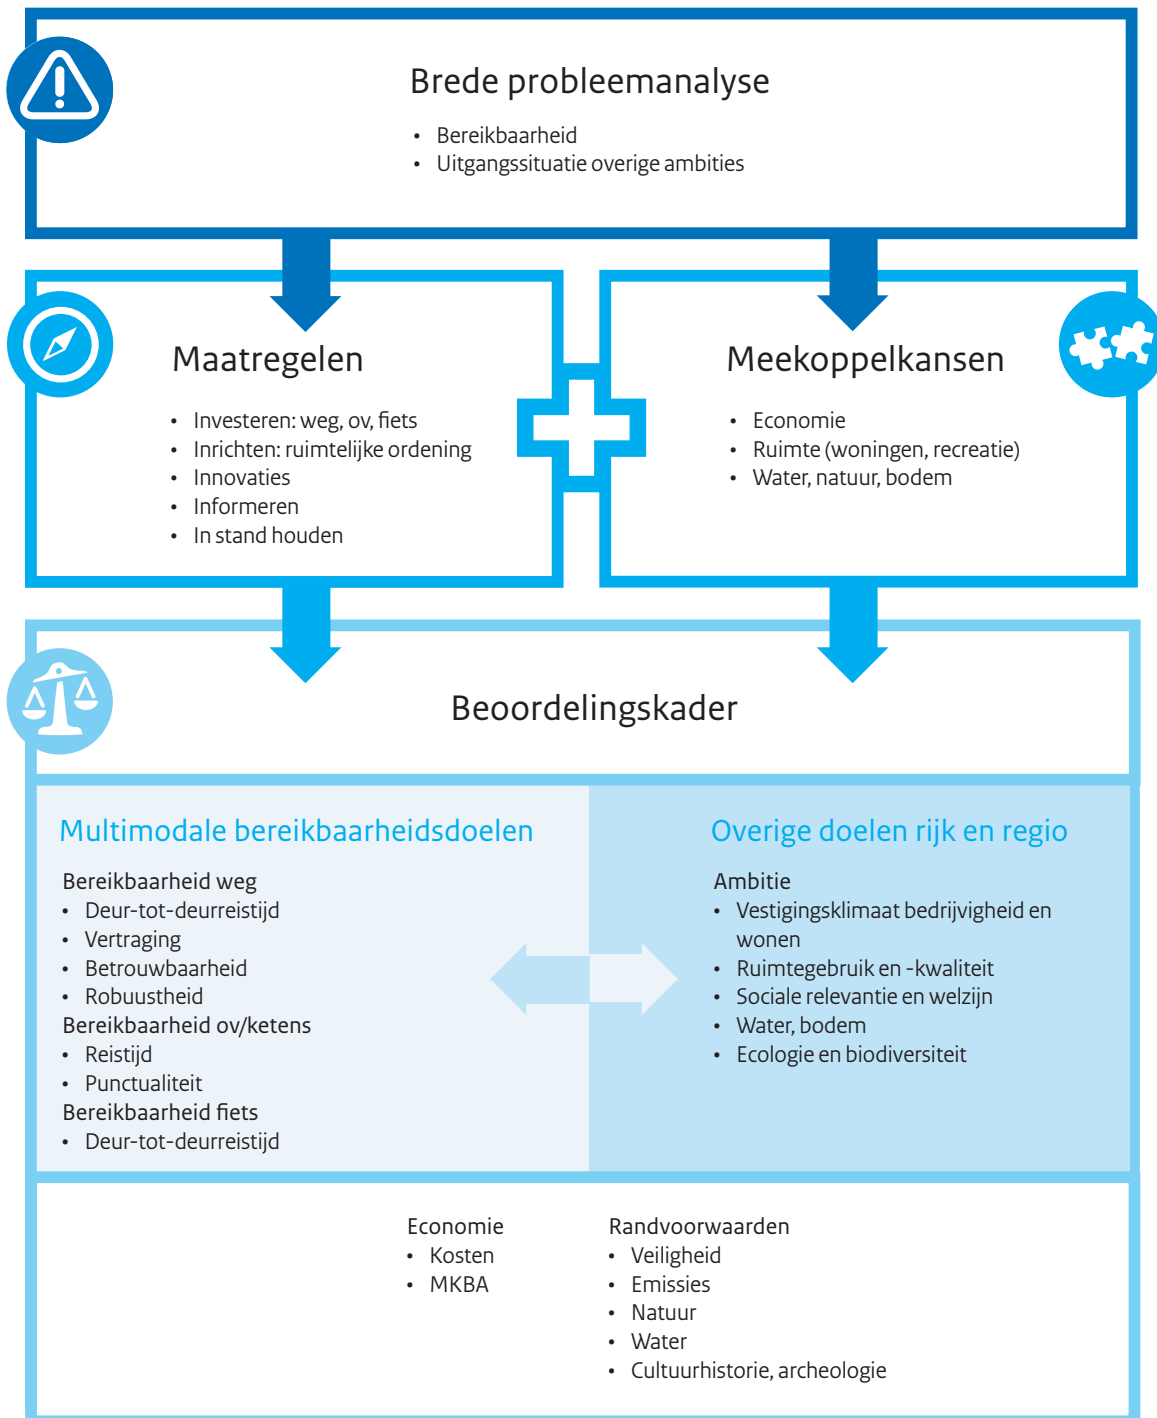 Brede probleemanalyse
• Bereikbaarheid
• Uitgangssituatie overige ambities
Maatregelen
• Investeren: weg, ov, fiets
• Inrichten: ruimtelijke ordening
• Innovaties
• Informeren
• In stand houden
Meekoppelkansen
• Economie
• Ruimte (woningen, recreatie)
• Water, natuur, bodem
Beoordelingskader
Multimodale bereikbaarheidsdoelen
Bereikbaarheid weg
• Deur-tot-deurreistijd
• Vertraging
• Betrouwbaarheid
• Robuustheid
Bereikbaarheid ov/ketens
• Reistijd
• Punctualiteit
Bereikbaarheid fiets
• Deur-tot-deurreistijd
Overige doelen rijk en regio
Ambitie
• Vestigingsklimaat bedrijvigheid en
wonen
• Ruimtegebruik en -kwaliteit
• Sociale relevantie en welzijn
• Water, bodem
• Ecologie en biodiversiteit
Economie
• Kosten
• MKBA
Randvoorwaarden
• Veiligheid
• Emissies
• Natuur
• Water
• Cultuurhistorie, archeologie